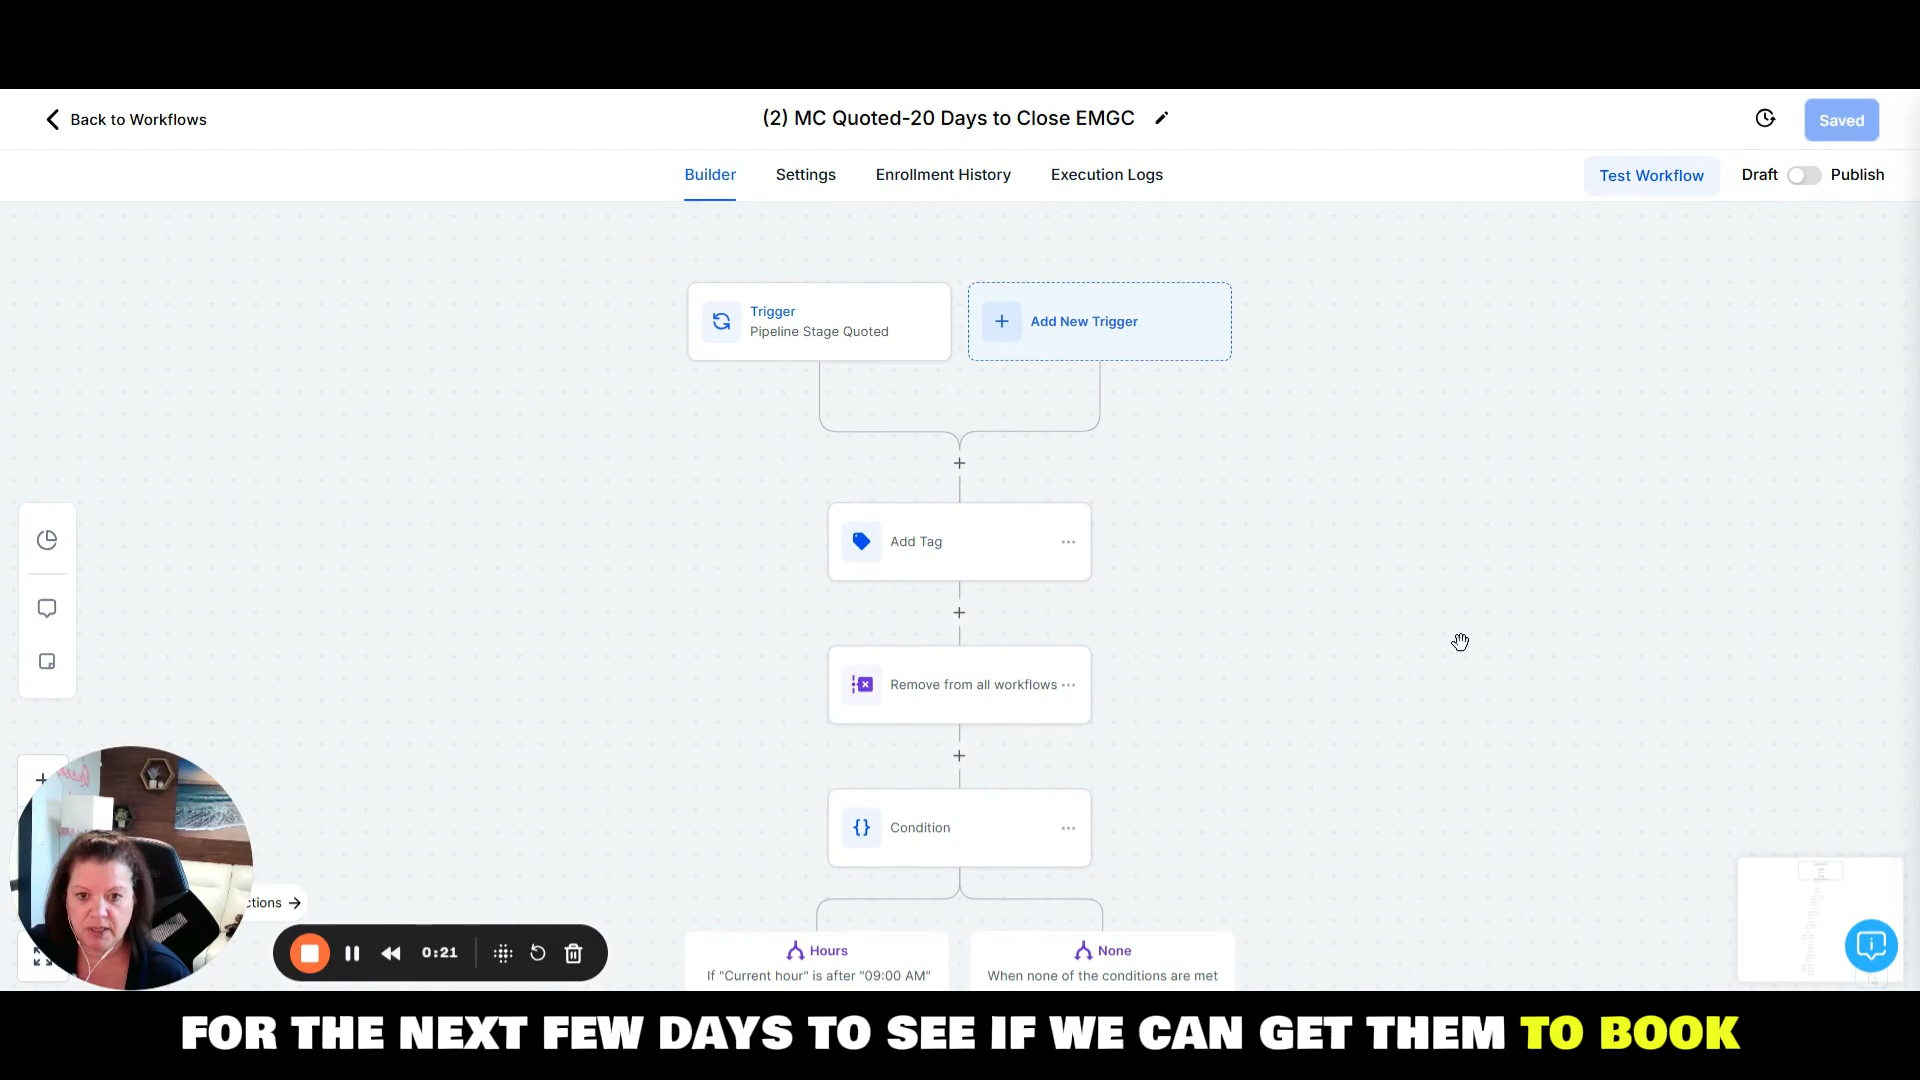 Back to Workflows
(2) MC Quoted-20 Days to Close EMGC
Saved
Builder
Settings
Enrollment History
Execution Logs
Test Workflow
Draft
Publish
Trigger
Pipeline Stage Quoted
Add New Trigger
Add Tag
Remove from all workflows
Condition
Hours
If "Current hour" is after "09:00 AM"
None
When none of the conditions are met
ctions
0:21
FOR THE NEXT FEW DAYS TO SEE IF WE CAN GET THEM TO BOOK